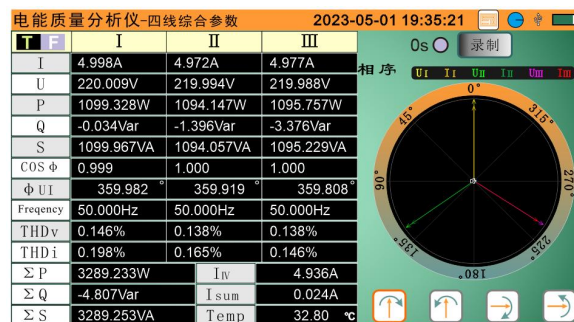 电能质量分析仪-四线综合参数 2023-05-01 19:35:21
T F I II III
I 4.998A 4.972A 4.977A
U 220.009V 219.994V 219.988V
P 1099.328W 1094.147W 1095.757W
Q -0.034Var -1.396Var -3.376Var
S 1099.967VA 1094.057VA 1095.229VA
COSφ 0.999 1.000 1.000
φUI 359.982° 359.919° 359.808°
Freqency 50.000Hz 50.000Hz 50.000Hz
THDv 0.146% 0.138% 0.138%
THDi 0.198% 0.165% 0.146%
ΣP 3289.233W IIV 4.936A
ΣQ -4.807Var Isum 0.024A
ΣS 3289.253VA Temp 32.80 ℃
0s 录制
相序 UI II UII III UIII IIII
0°
45° 315°
90° 270°
135° 225°
180°